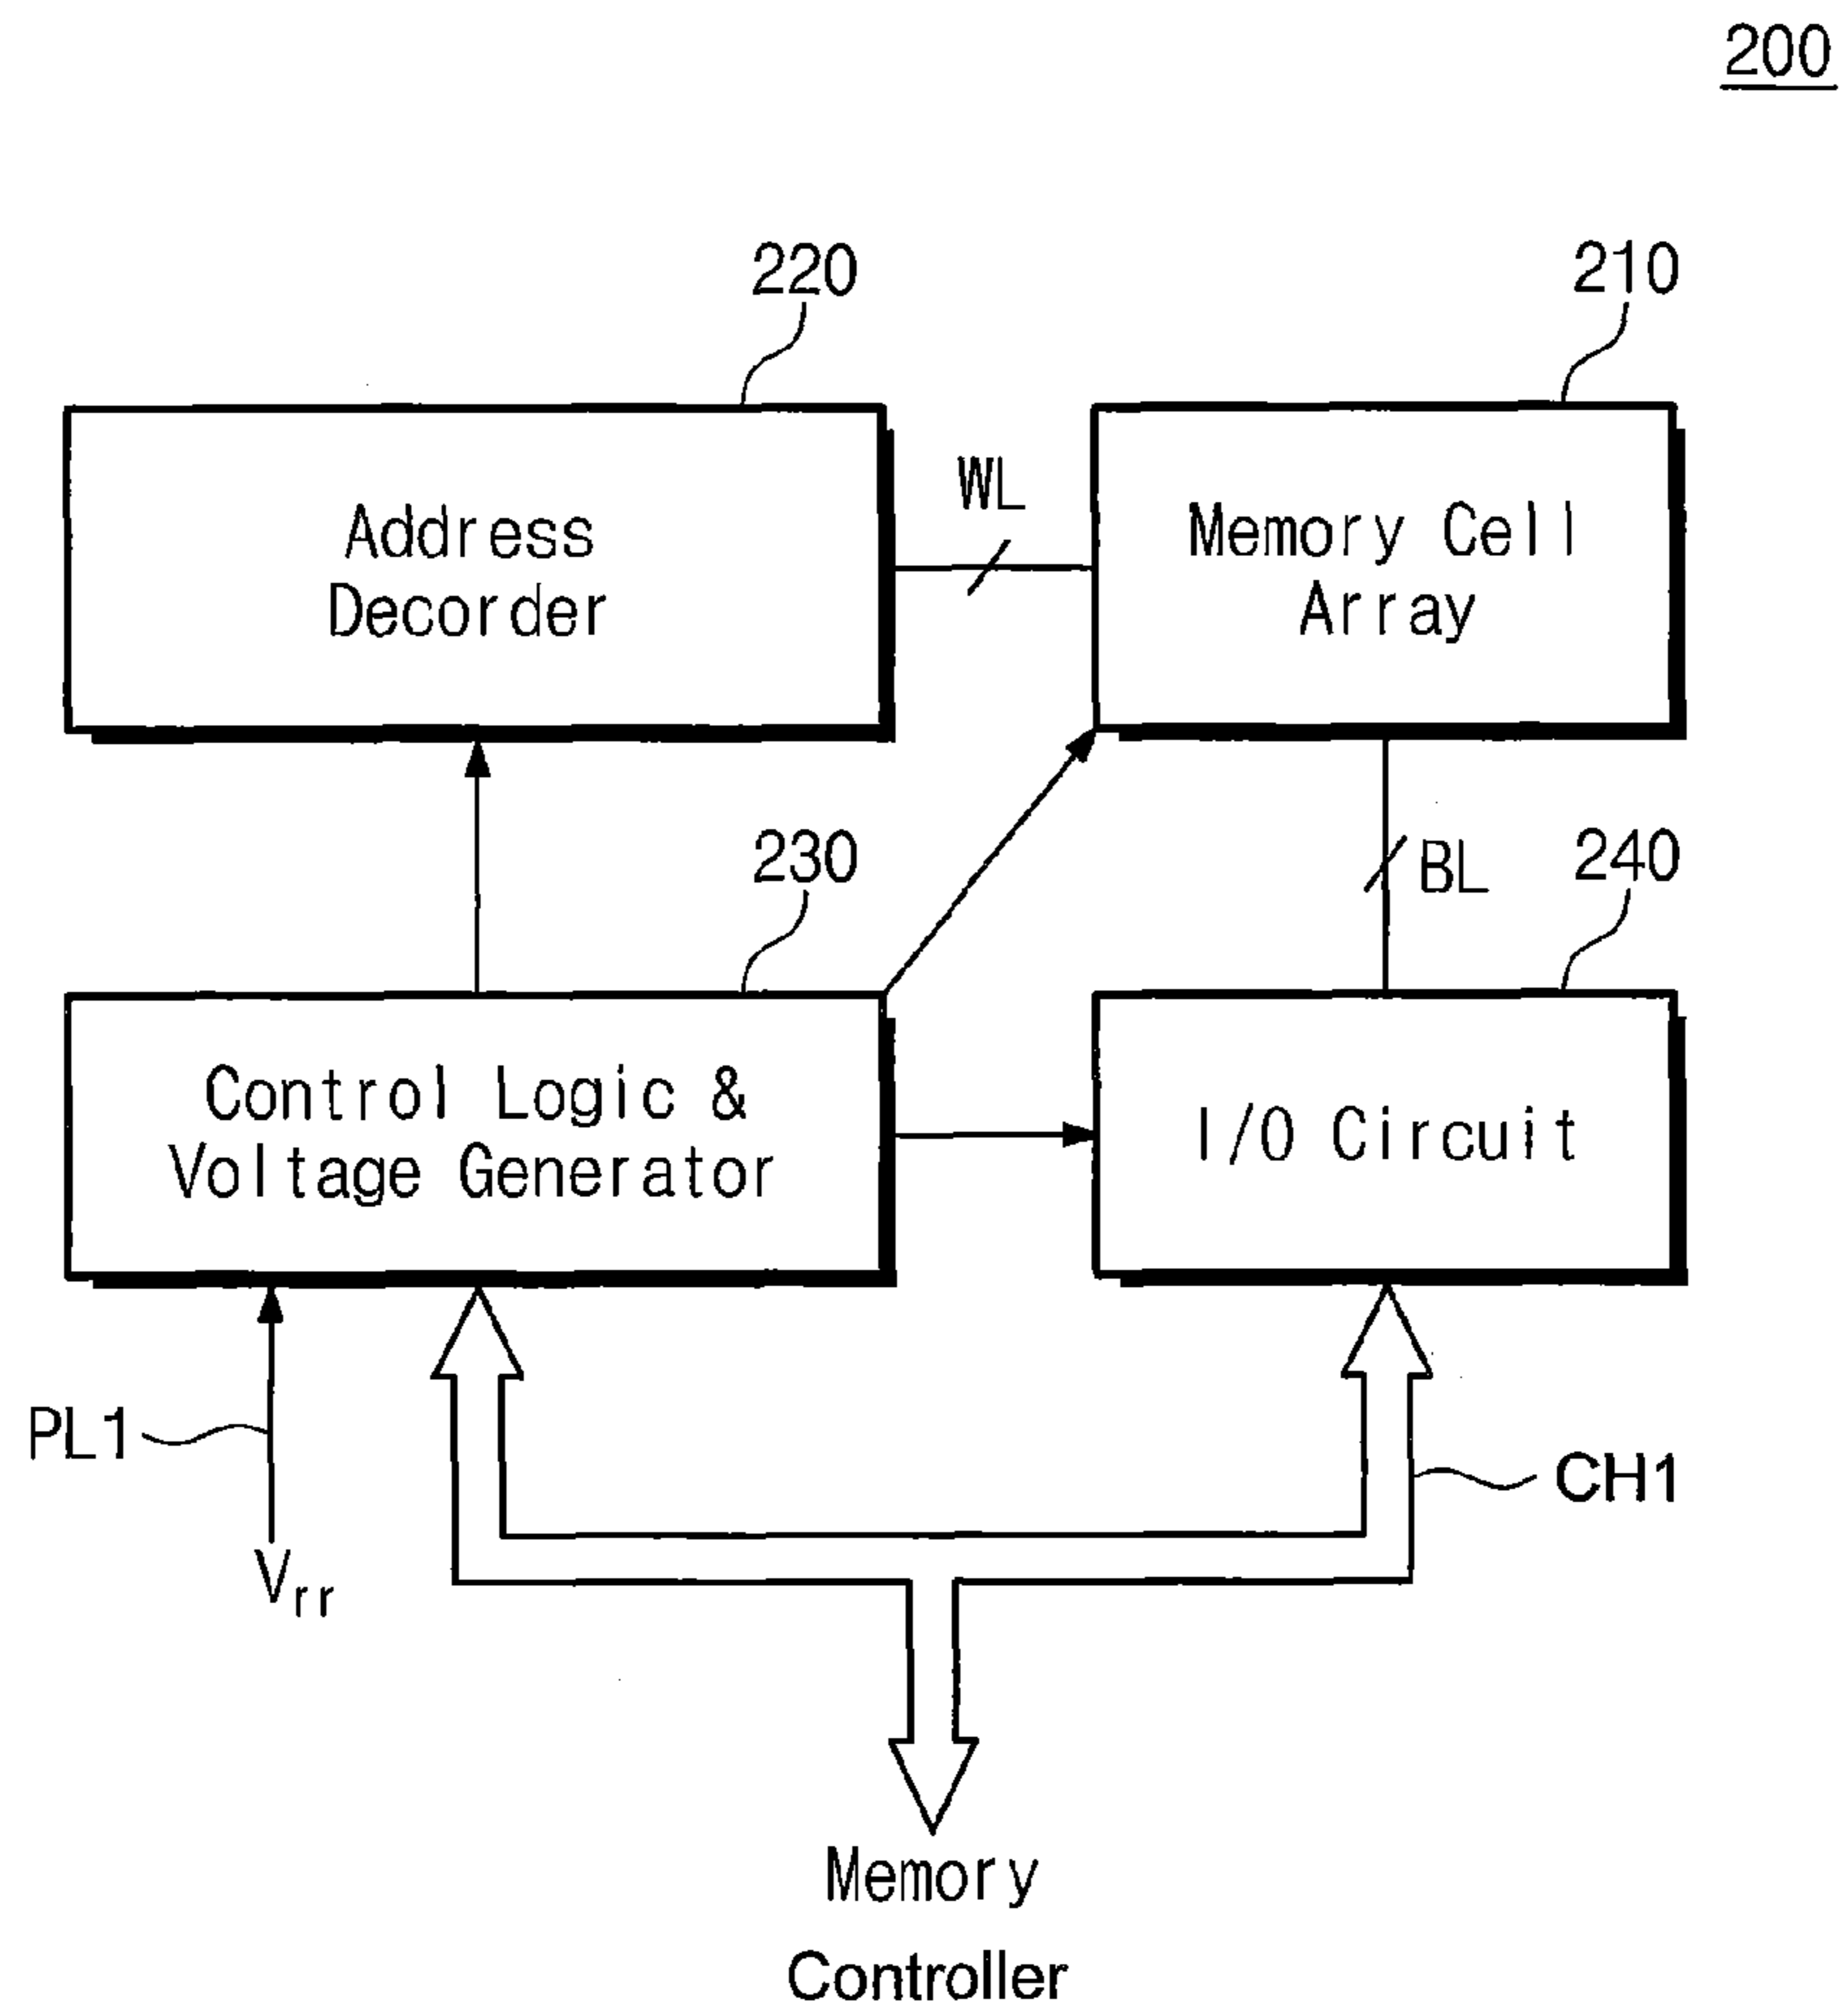 200
220
210
Address
Decorder
WL
Memory Cell
Array
230
BL
240
Control Logic &
Voltage Generator
I/O Circuit
PL1
CH1
Vrr
Memory
Controller